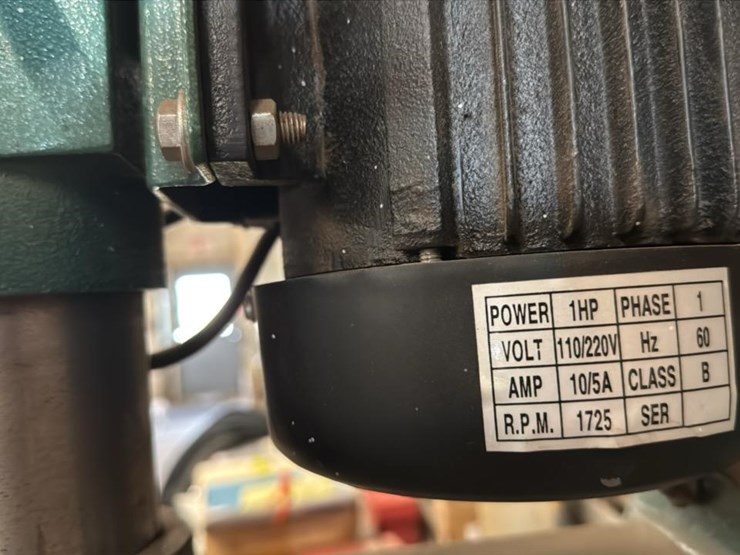 POWER 1HP PHASE 1
VOLT 110/220V Hz 60
AMP 10/5A CLASS B
R.P.M. 1725 SER